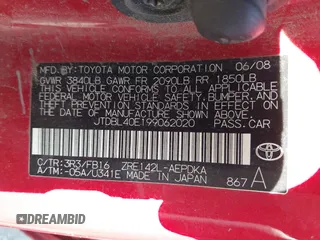 MFD BY: TOYOTA MOTOR CORPORATION 06/08
GVWR 3840LB GAWR FR 2090LB RR 1850LB
THIS VEHICLE CONFORMS TO ALL APPLICABLE
FEDERAL MOTOR VEHICLE SAFETY, BUMPER, AND
THEFT PREVENTION STANDARDS IN EFFECT ON
THE DATE OF MANUFACTURE SHOWN ABOVE.
JTDBL40E199062020 PASS. CAR
C/TR: 3R3/FB16 ZRE142L-AEPDKA
A/TM: -05A/U341E MADE IN JAPAN 867 A
TOYOTA
DREAMBID